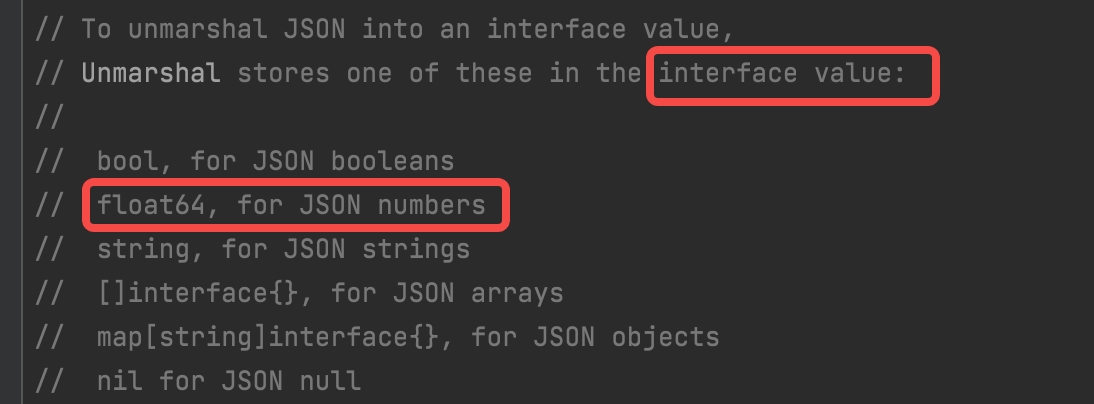 // To unmarshal JSON into an interface value,
// Unmarshal stores one of these in the interface value:
//
//  bool, for JSON booleans
//  float64, for JSON numbers
//  string, for JSON strings
//  []interface{}, for JSON arrays
//  map[string]interface{}, for JSON objects
//  nil for JSON null